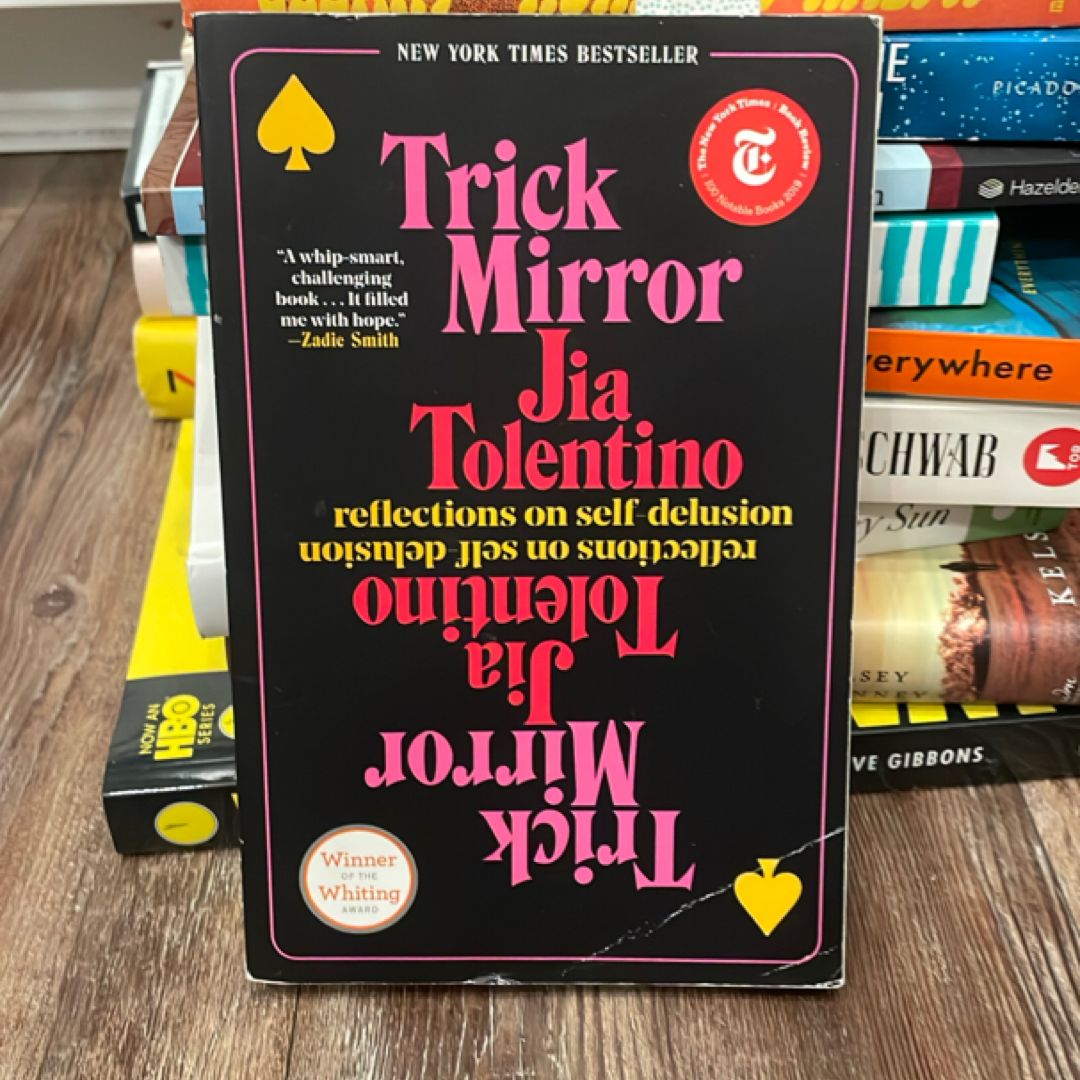 NEW YORK TIMES BESTSELLER
The New York Times Book Review
100 Notable Books 2019
T
Trick
Mirror
"A whip-smart,
challenging
book . . . It filled
me with hope."
—Zadie Smith
Jia
Tolentino
reflections on self-delusion
reflections on self-delusion
Tolentino
Jia
Mirror
Trick
Winner
OF THE
Whiting
AWARD
NOW AN
HBO
SERIES
E
PICADO
Hazelde
EVERYTHIN
verywhere
SCHWAB
TOR
y Sun
KELS
SEY
NNEY
VE GIBBONS